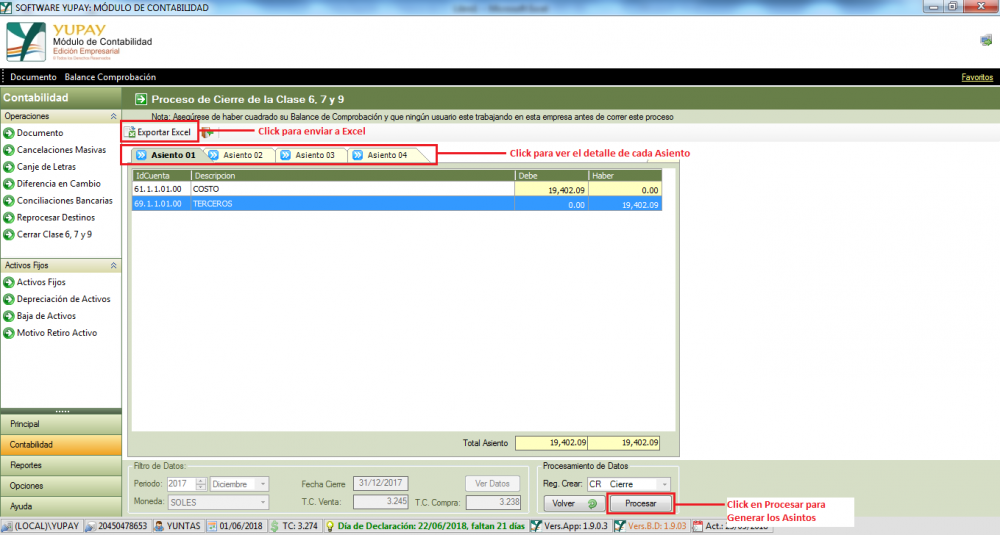 SOFTWARE YUPAY: MÓDULO DE CONTABILIDAD
YUPAY
Módulo de Contabilidad
Edición Empresarial
© Todos los Derechos Reservados
Documento Balance Comprobación Favoritos
Contabilidad
Operaciones
Documento
Cancelaciones Masivas
Canje de Letras
Diferencia en Cambio
Conciliaciones Bancarias
Reprocesar Destinos
Cerrar Clase 6, 7 y 9
Activos Fijos
Activos Fijos
Depreciación de Activos
Baja de Activos
Motivo Retiro Activo
Principal
Contabilidad
Reportes
Opciones
Ayuda
Proceso de Cierre de la Clase 6, 7 y 9
Nota: Asegúrese de haber cuadrado su Balance de Comprobación y que ningún usuario este trabajando en esta empresa antes de correr este proceso
Exportar Excel
Click para enviar a Excel
Asiento 01 Asiento 02 Asiento 03 Asiento 04
Click para ver el detalle de cada Asiento
IdCuenta Descripcion Debe Haber
61.1.1.01.00 COSTO 19,402.09 0.00
69.1.1.01.00 TERCEROS 0.00 19,402.09
Total Asiento 19,402.09 19,402.09
Filtro de Datos:
Periodo: 2017 Diciembre Fecha Cierre 31/12/2017 Ver Datos
Moneda: SOLES T.C. Venta: 3.245 T.C. Compra: 3.238
Procesamiento de Datos
Reg. Crear: CR Cierre
Volver Procesar
Click en Procesar para
Generar los Asintos
(LOCAL)\YUPAY 20450478653 YUNTAS 01/06/2018 TC: 3.274 Día de Declaración: 22/06/2018, faltan 21 días Vers.App: 1.9.0.3 Vers.B.D: 1.9.03 Act.: